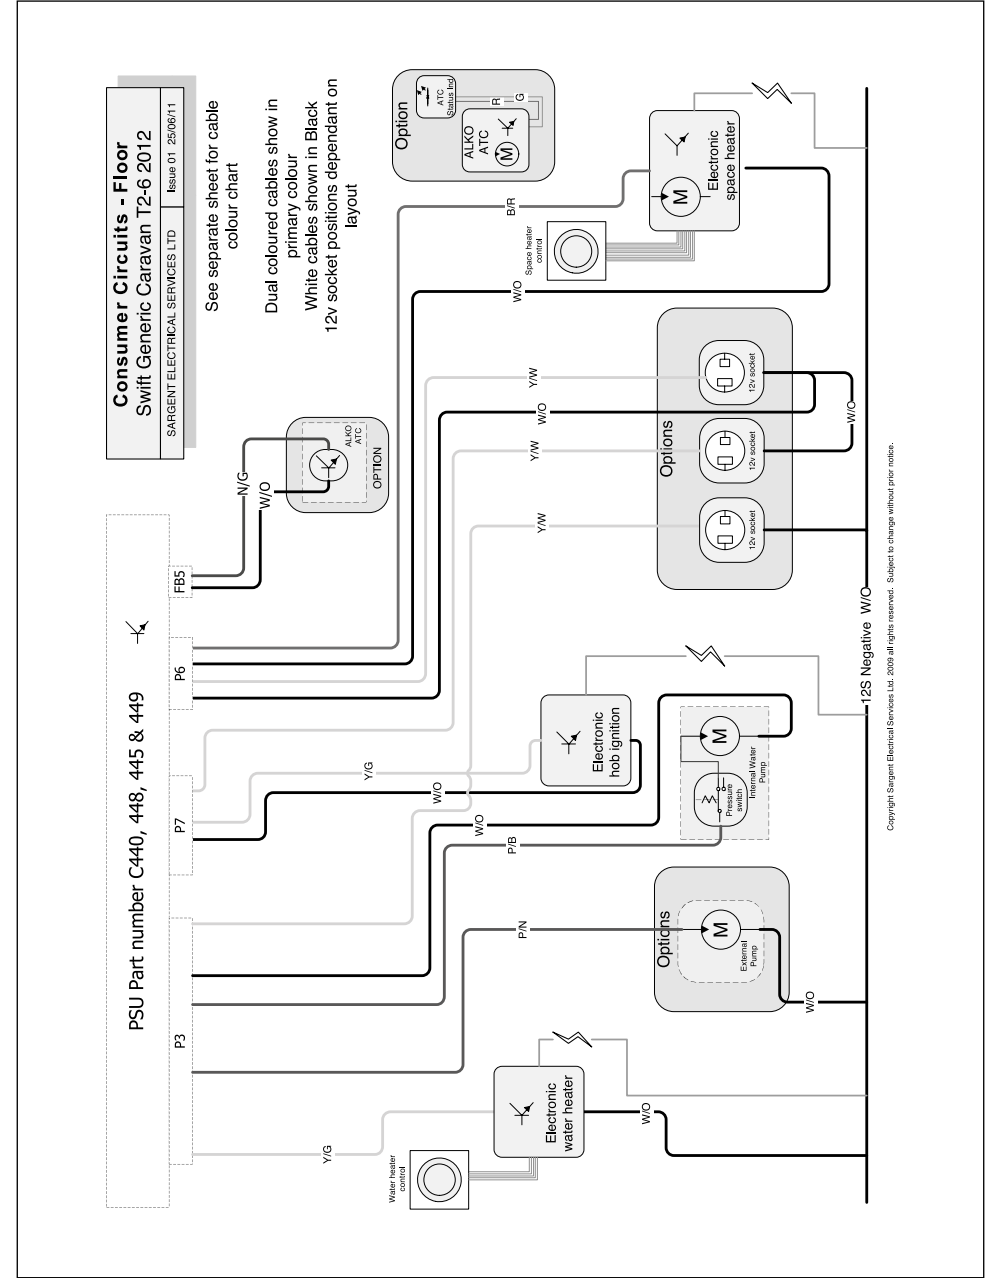 Consumer Circuits - Floor
Swift Generic Caravan T2-6 2012
SARGENT ELECTRICAL SERVICES LTD
Issue 01 25/06/11
See separate sheet for cable
colour chart
Dual coloured cables show in
primary colour
White cables shown in Black
12v socket positions dependant on
layout
PSU Part number C440, 448, 445 & 449
P3
P7
P6
FB5
N/G
W/O
ALKO
ATC
OPTION
Option
ATC
Status Ind
R
G
ALKO
ATC
M
B/R
W/O
Space heater
control
M
Electronic
space heater
Y/W
W/O
Y/W
Y/W
Options
12v socket
12v socket
12v socket
W/O
Y/G
W/O
Electronic
hob ignition
W/O
P/B
M
Pressure
switch
Internal Water
Pump
P/N
Options
M
External
Pump
W/O
Y/G
Water heater
control
Electronic
water heater
W/O
12S Negative W/O
Copyright Sargent Electrical Services Ltd. 2009 all rights reserved. Subject to change without prior notice.